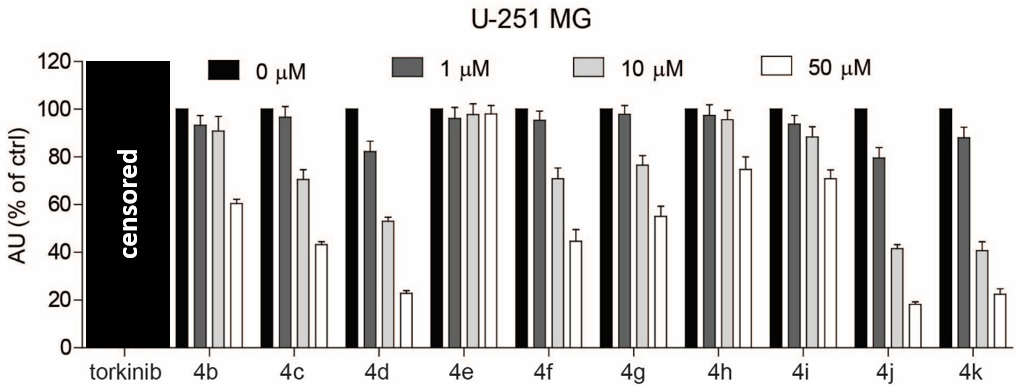 U-251 MG
120
100
80
60
40
20
0
AU (% of ctrl)
0 μM 1 μM 10 μM 50 μM
censored
torkinib 4b 4c 4d 4e 4f 4g 4h 4i 4j 4k